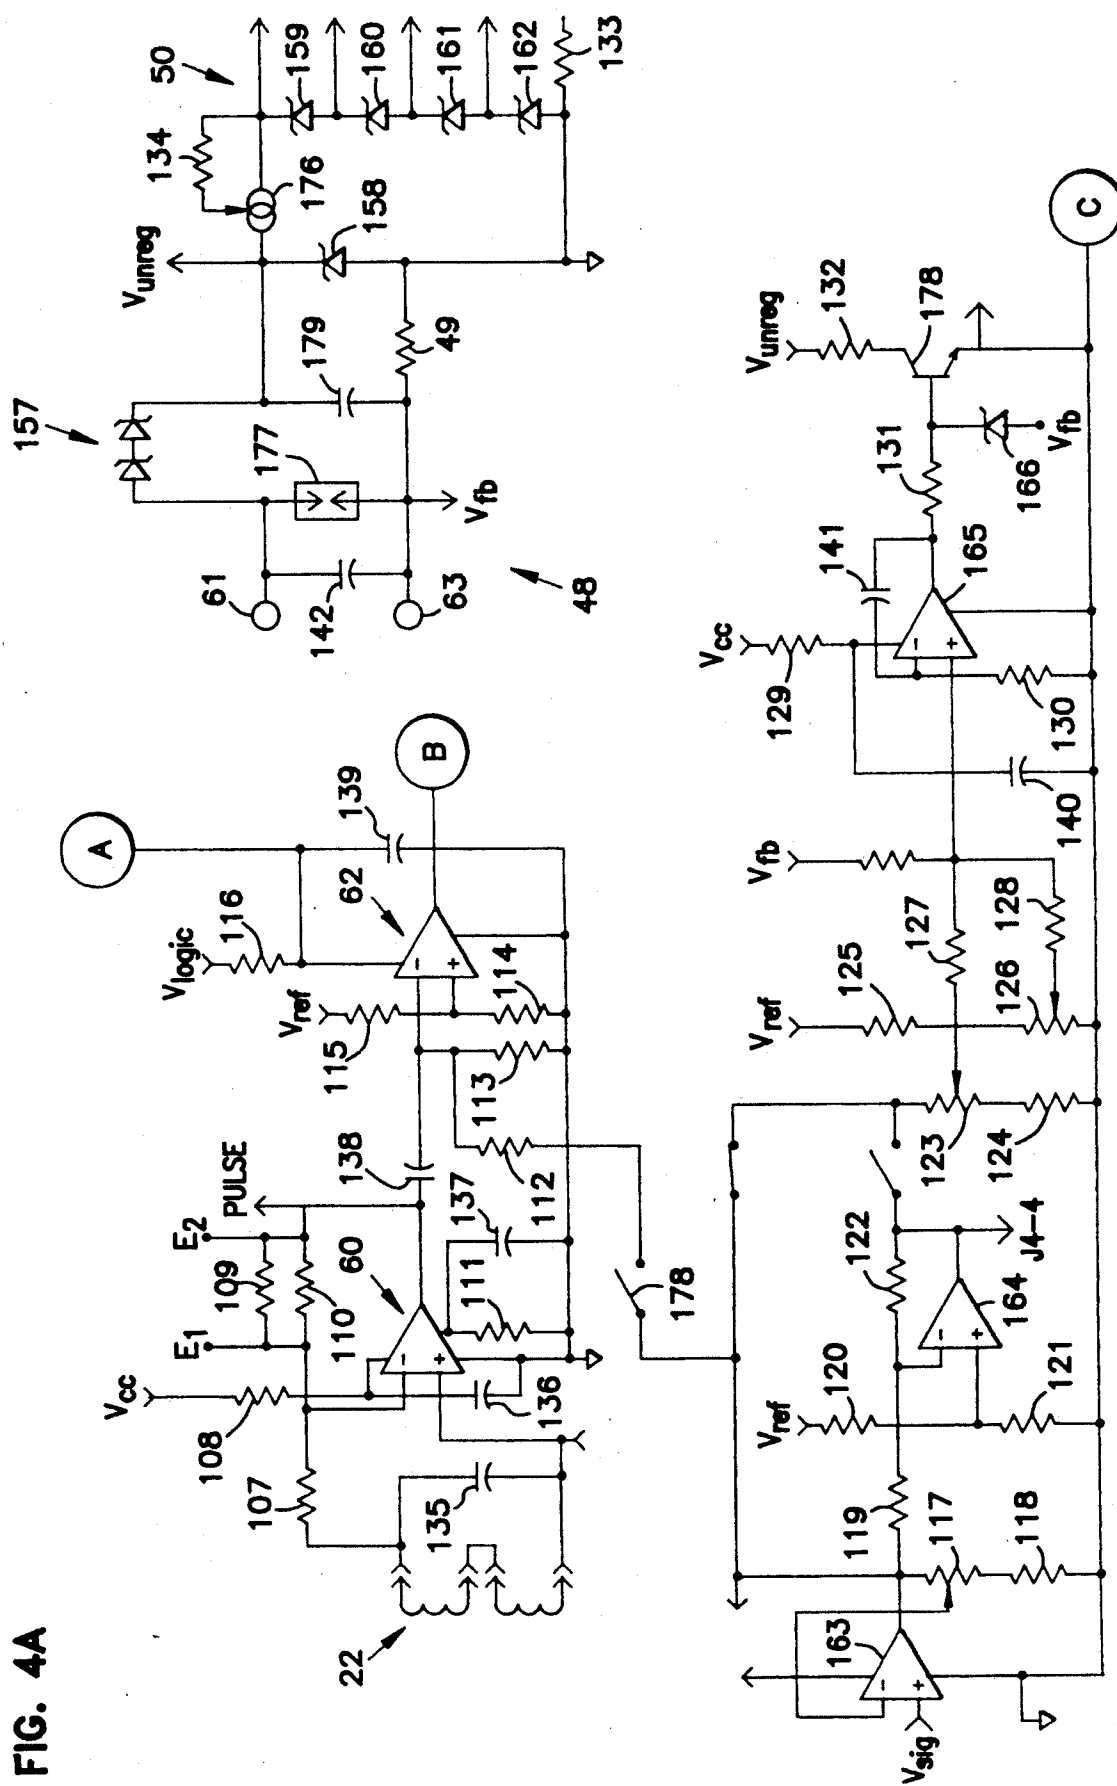 FIG. 4A
22
107
108
Vcc
E1
109
E2
PULSE
110
60
135
136
111
137
138
112
113
115
Vref
114
Vlogic
116
62
139
A
B
61
142
63
48
157
177
Vfb
179
49
Vunreg
158
176
134
50
159
160
161
162
133
Vsig
163
119
117
118
Vref
120
121
122
164
J4-4
178
123
124
Vref
125
126
127
128
Vfb
140
129
Vcc
130
141
165
131
166
Vfb
Vunreg
132
178
C